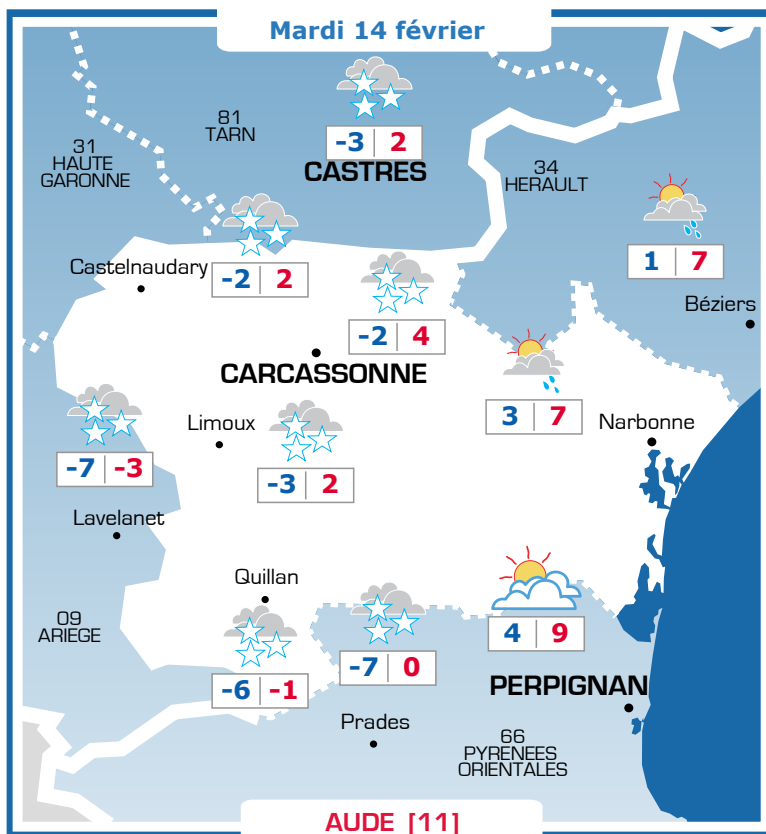 Mardi 14 février
81
TARN
-3 2
CASTRES
31
HAUTE
GARONNE
34
HERAULT
1 7
Béziers
Castelnaudary
-2 2
-2 4
CARCASSONNE
3 7
Narbonne
Limoux
-7 -3
-3 2
Lavelanet
Quillan
09
ARIEGE
-6 -1
-7 0
4 9
PERPIGNAN
Prades
66
PYRENEES
ORIENTALES
AUDE [11]